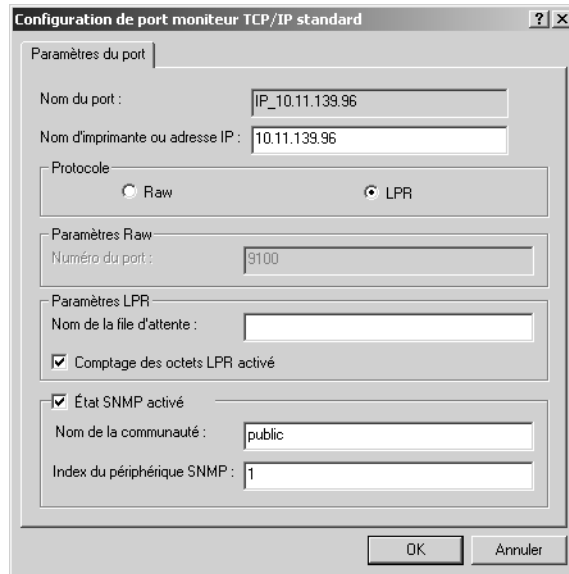 Configuration de port moniteur TCP/IP standard
Paramètres du port
Nom du port : IP_10.11.139.96
Nom d'imprimante ou adresse IP : 10.11.139.96
Protocole
Raw LPR
Paramètres Raw
Numéro du port : 9100
Paramètres LPR
Nom de la file d'attente :
Comptage des octets LPR activé
État SNMP activé
Nom de la communauté : public
Index du périphérique SNMP : 1
OK Annuler